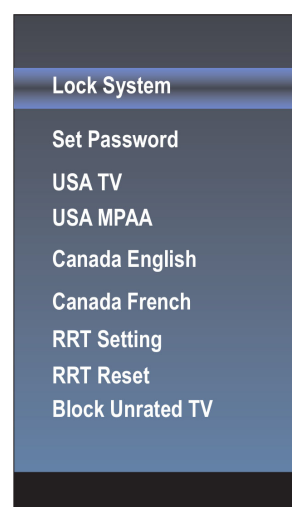 Lock System
Set Password
USA TV
USA MPAA
Canada English
Canada French
RRT Setting
RRT Reset
Block Unrated TV